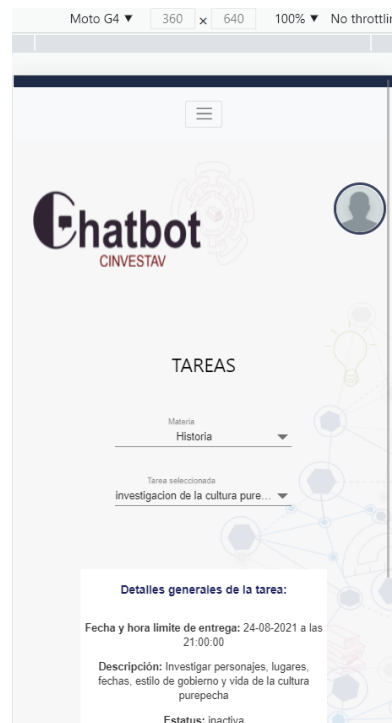 Moto G4 ▼ 360 x 640 100% ▼ No throttlin
Chatbot
CINVESTAV
TAREAS
Materia
Historia
Tarea seleccionada
investigacion de la cultura pure...
Detalles generales de la tarea:
Fecha y hora limite de entrega: 24-08-2021 a las
21:00:00
Descripción: Investigar personajes, lugares,
fechas, estilo de gobierno y vida de la cultura
purepecha
Estatus: inactiva